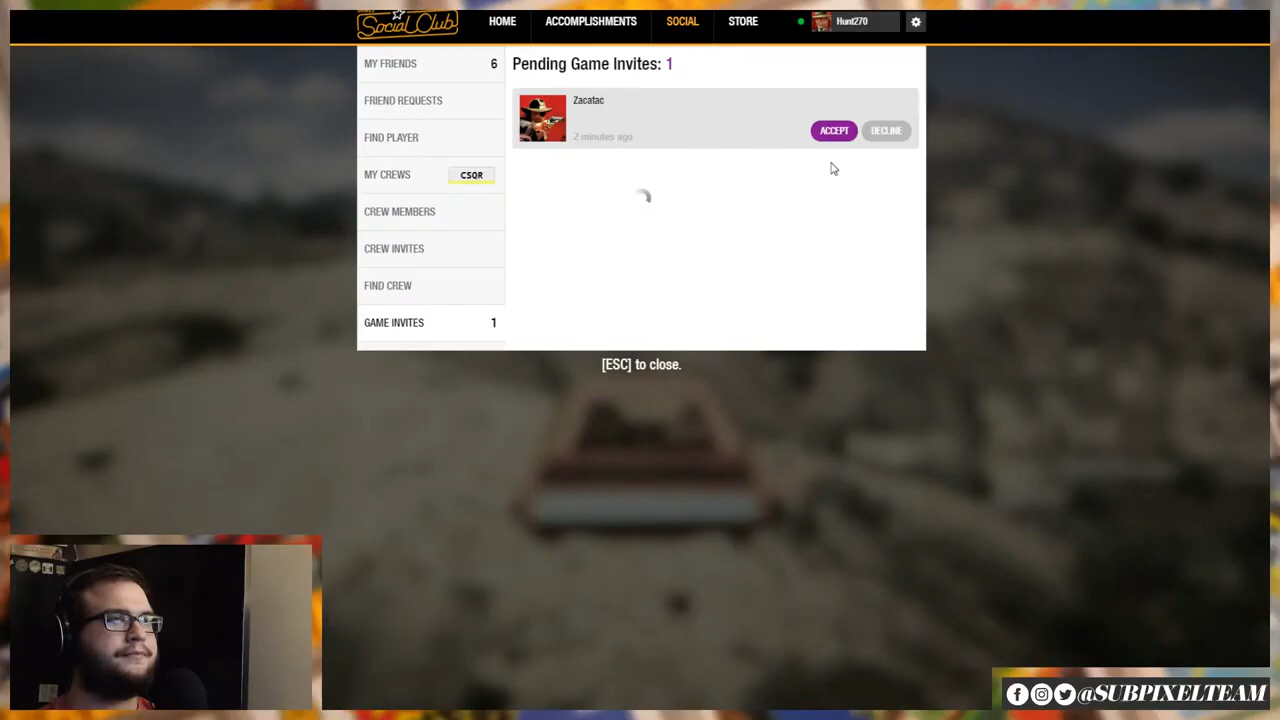 Social Club
HOME ACCOMPLISHMENTS SOCIAL STORE Hunt270
MY FRIENDS 6
FRIEND REQUESTS
FIND PLAYER
MY CREWS CSQR
CREW MEMBERS
CREW INVITES
FIND CREW
GAME INVITES 1
Pending Game Invites: 1
Zacatac
2 minutes ago
ACCEPT DECLINE
[ESC] to close.
@SUBPIXELTEAM